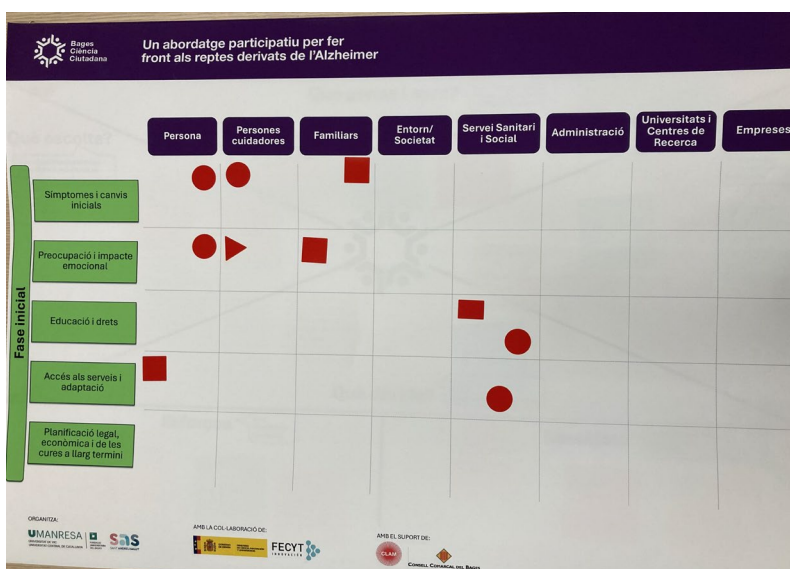 Bages
Ciència
Ciutadana
Un abordatge participatiu per fer
front als reptes derivats de l'Alzheimer
Persona
Persones
cuidadores
Familiars
Entorn/
Societat
Servei Sanitari
i Social
Administració
Universitats i
Centres de
Recerca
Empreses
Fase inicial
Símptomes i canvis
inicials
Preocupació i impacte
emocional
Educació i drets
Accés als serveis i
adaptació
Planificació legal,
econòmica i de les
cures a llarg termini
ORGANITZA:
UMANRESA
sas
AMB LA COL·LABORACIÓ DE:
FECYT
INNOVACIÓN
AMB EL SUPORT DE:
CLAM
CONSELL COMARCAL DEL BAGES